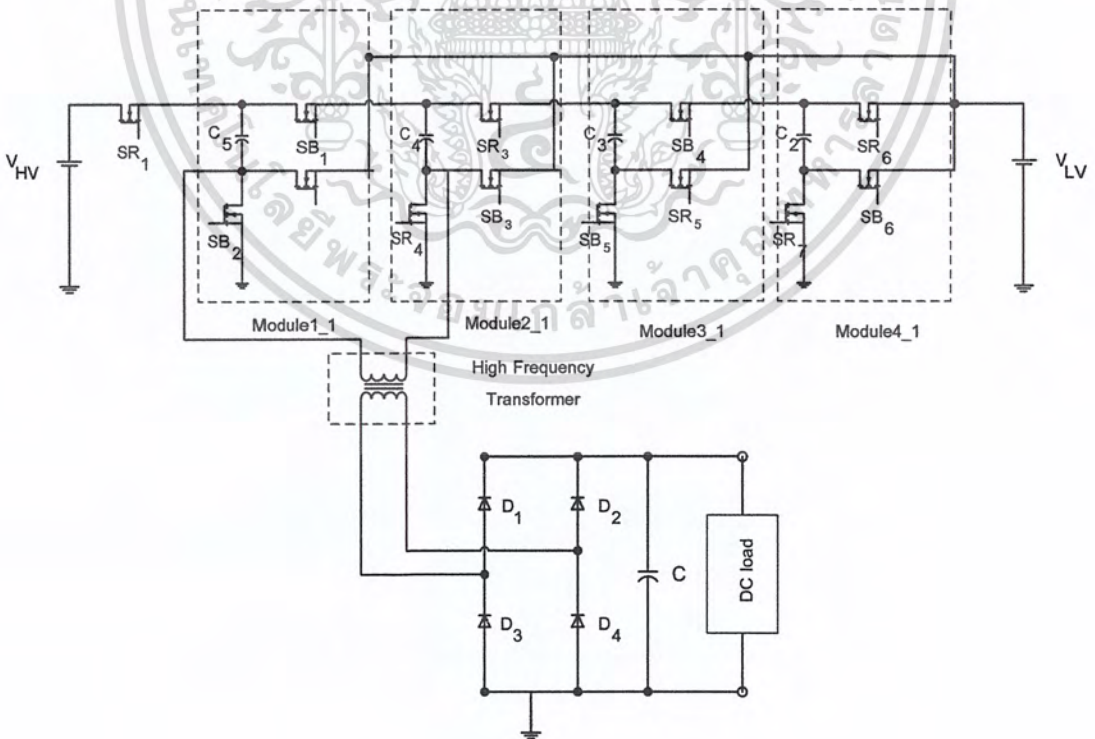 V_HV
SR_1
C_5
SB_1
SB_2
C_4
SR_3
SR_4
SB_3
C_3
SB_4
SB_5
SR_5
C_2
SR_6
SR_7
SB_6
V_LV
Module1_1
Module2_1
Module3_1
Module4_1
High Frequency
Transformer
D_1
D_2
D_3
D_4
C
DC load